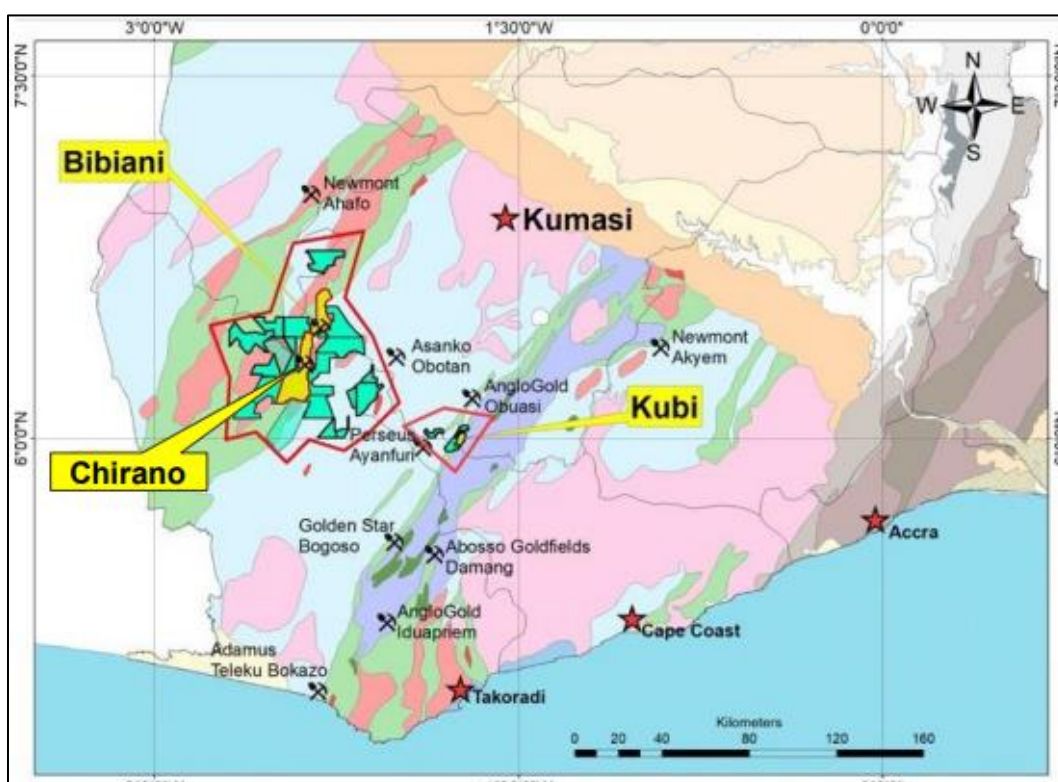 3°0'0"W
1°30'0"W
0°0'0"
7°30'0"N
N
W
E
S
Bibiani
Newmont
Ahafo
Kumasi
Asanko
Obotan
Newmont
Akyem
AngloGold
Obuasi
Kubi
6°0'0"N
Perseus
Ayanfuri
Chirano
Golden Star
Bogoso
Abosso Goldfields
Damang
Accra
AngloGold
Iduapriem
Cape Coast
Adamus
Teleku Bokazo
Takoradi
Kilometers
0 20 40 80 120 160